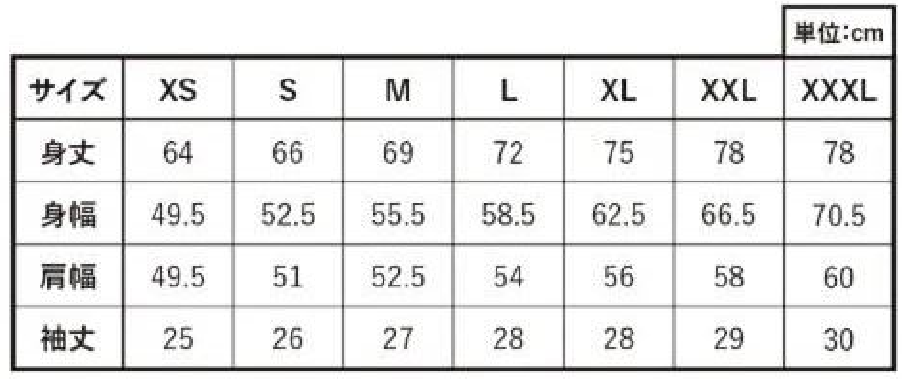 単位:cm
サイズ XS S M L XL XXL XXXL
身丈 64 66 69 72 75 78 78
身幅 49.5 52.5 55.5 58.5 62.5 66.5 70.5
肩幅 49.5 51 52.5 54 56 58 60
袖丈 25 26 27 28 28 29 30